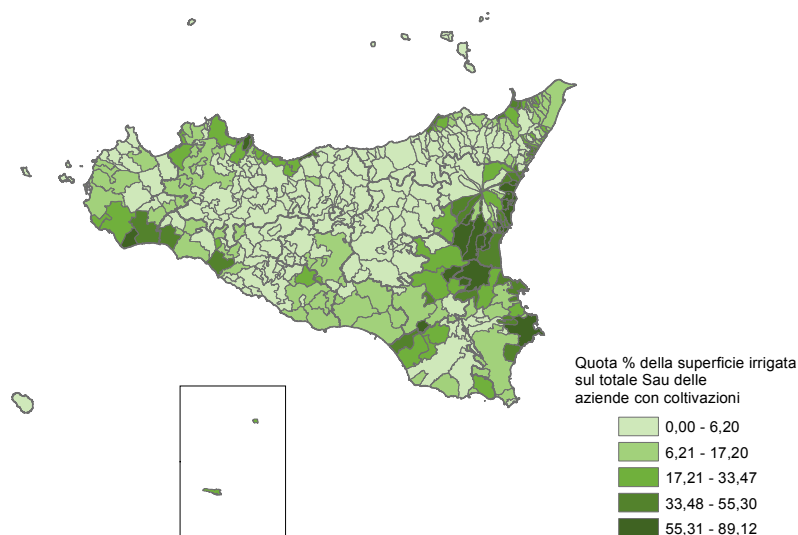 Quota % della superficie irrigata
sul totale Sau delle
aziende con coltivazioni
0,00 - 6,20
6,21 - 17,20
17,21 - 33,47
33,48 - 55,30
55,31 - 89,12